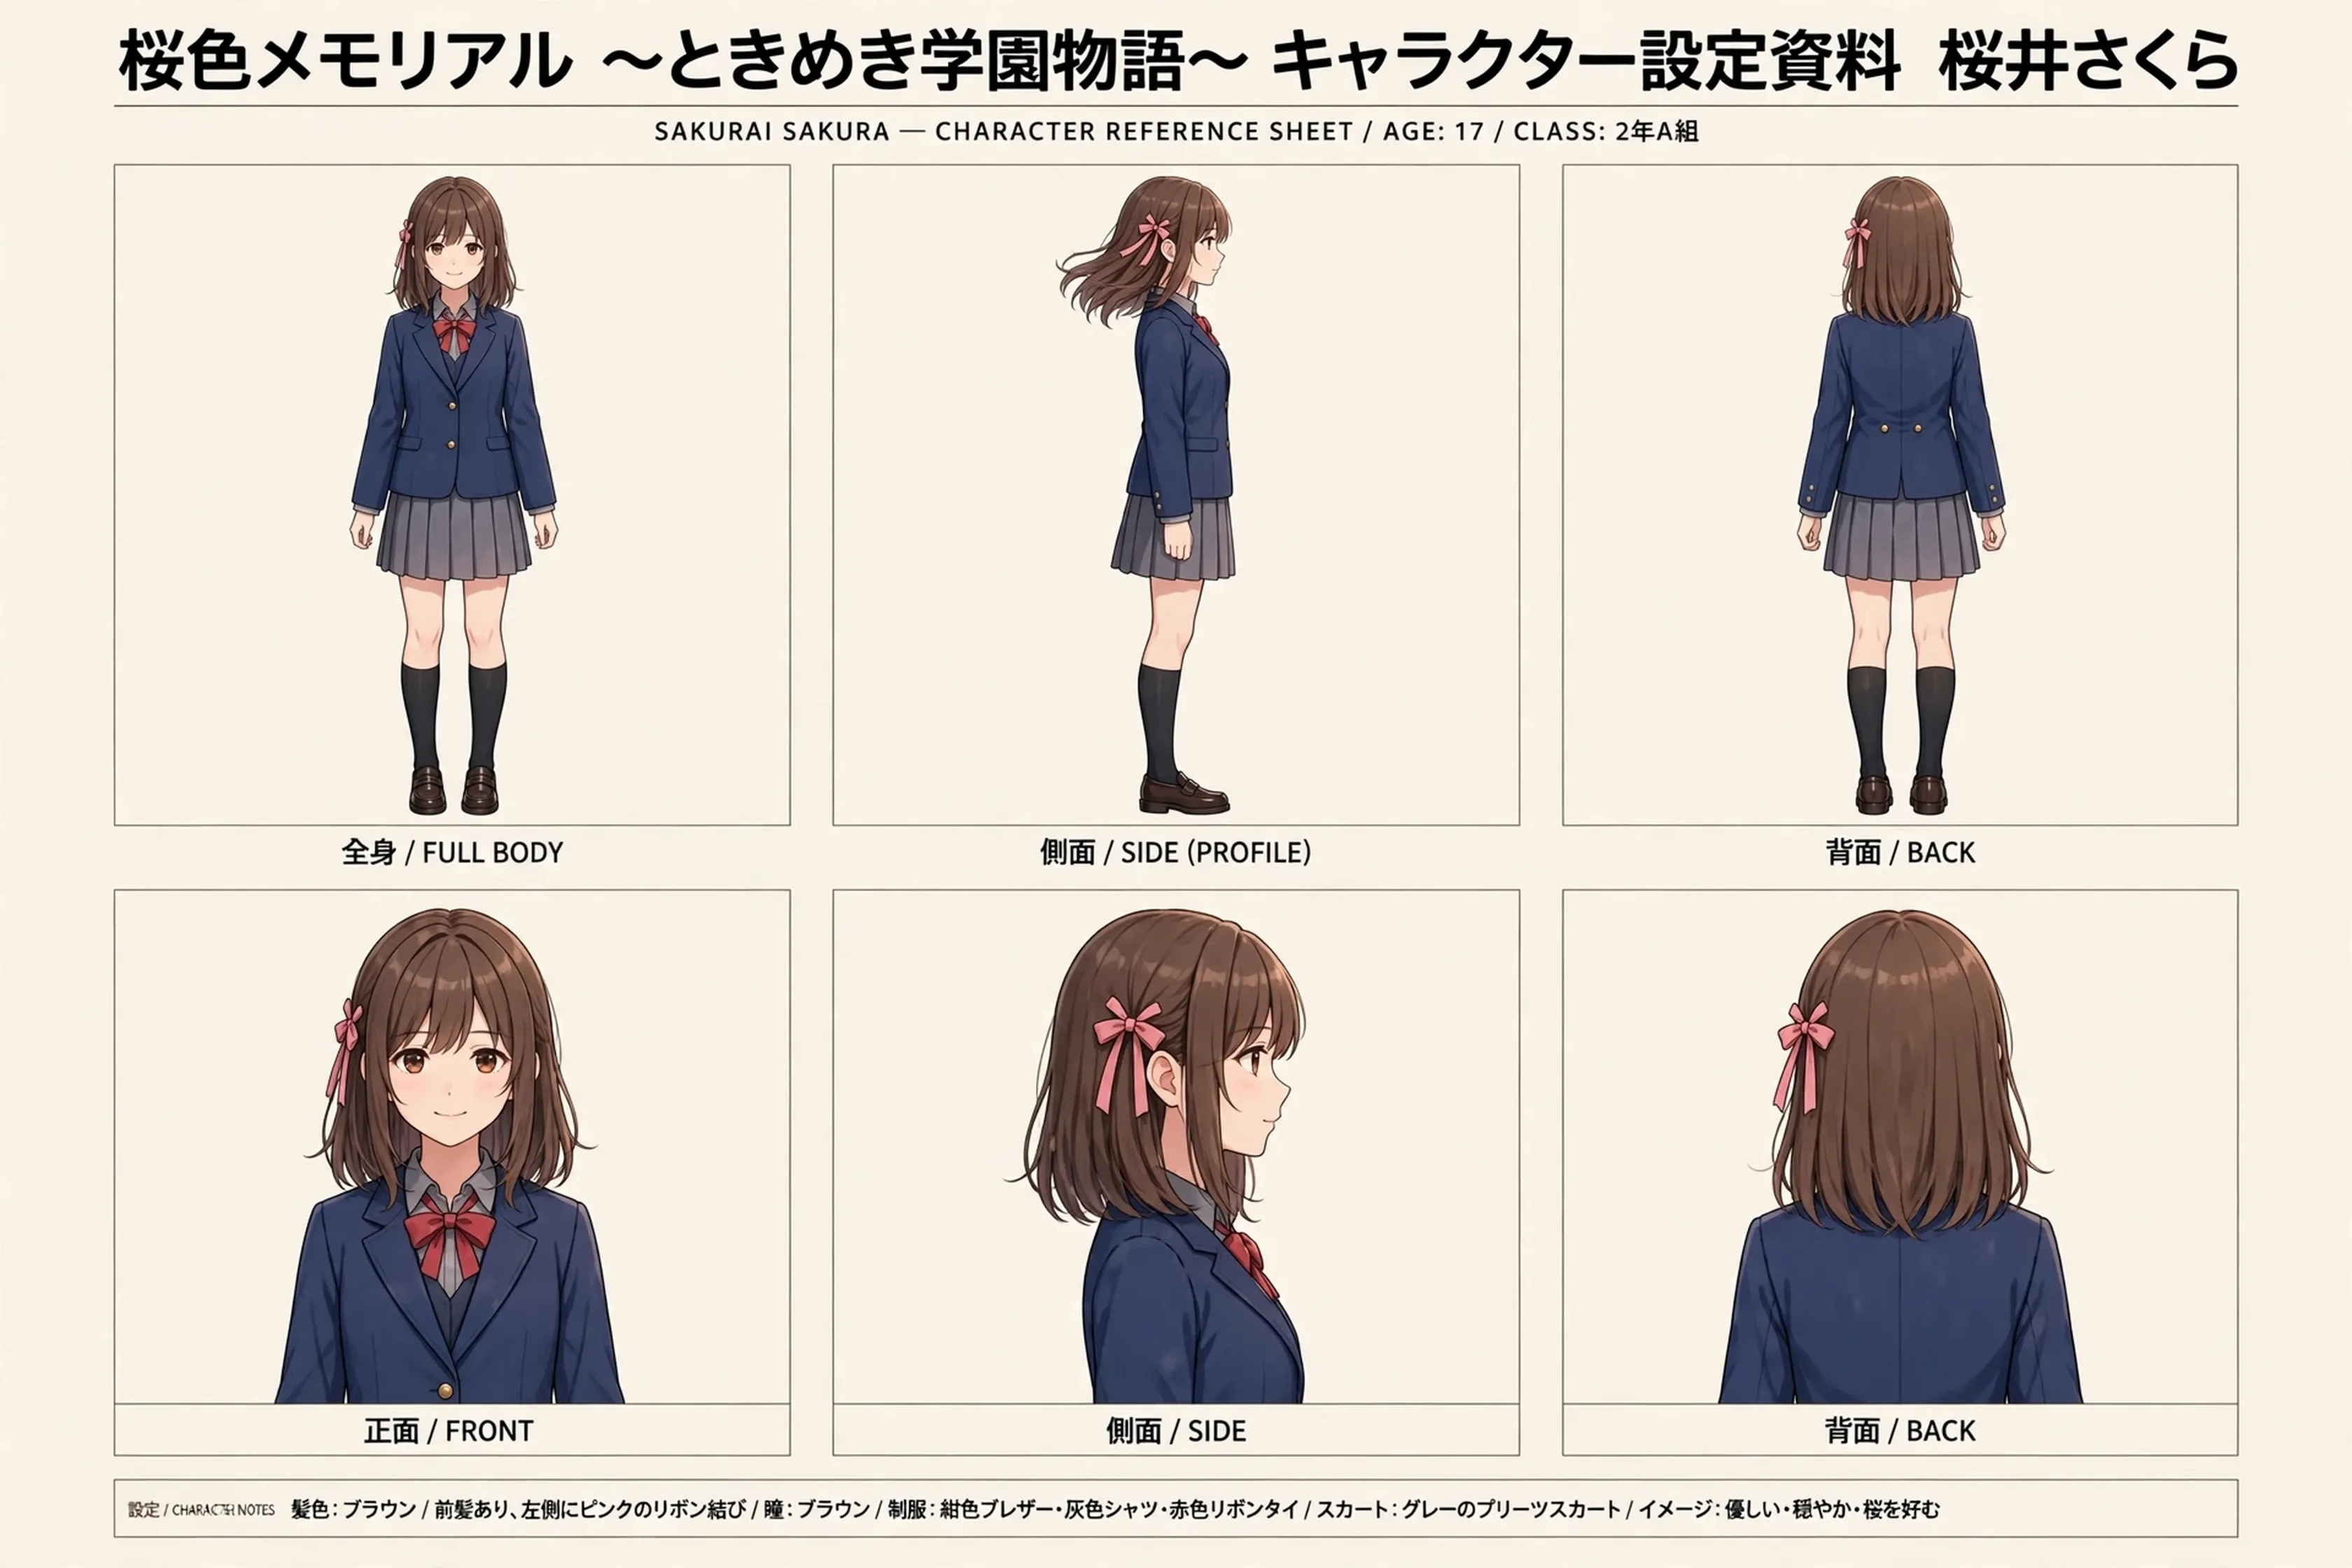 桜色メモリアル ～ときめき学園物語～ キャラクター設定資料 桜井さくら
SAKURAI SAKURA — CHARACTER REFERENCE SHEET / AGE: 17 / CLASS: 2年A組
全身 / FULL BODY
側面 / SIDE (PROFILE)
背面 / BACK
正面 / FRONT
側面 / SIDE
背面 / BACK
設定 / CHARACTER NOTES 髪色：ブラウン / 前髪あり、左側にピンクのリボン結び / 瞳：ブラウン / 制服：紺色ブレザー・灰色シャツ・赤色リボンタイ / スカート：グレーのプリーツスカート / イメージ：優しい・穏やか・桜を好む